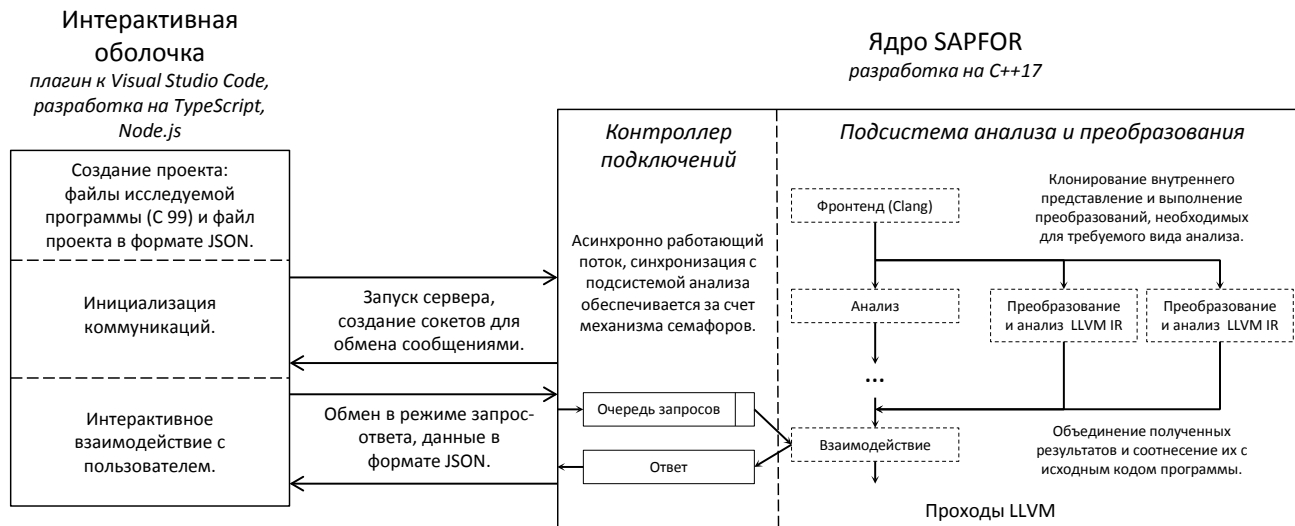 Интерактивная
оболочка
плагин к Visual Studio Code,
разработка на TypeScript,
Node.js
Создание проекта:
файлы исследуемой
программы (C 99) и файл
проекта в формате JSON.
Инициализация
коммуникаций.
Интерактивное
взаимодействие с
пользователем.
Запуск сервера,
создание сокетов для
обмена сообщениями.
Обмен в режиме запрос-
ответа, данные в
формате JSON.
Ядро SAPFOR
разработка на C++17
Контроллер
подключений
Асинхронно работающий
поток, синхронизация с
подсистемой анализа
обеспечивается за счет
механизма семафоров.
Очередь запросов
Ответ
Подсистема анализа и преобразования
Фронтенд (Clang)
Клонирование внутреннего
представление и выполнение
преобразований, необходимых
для требуемого вида анализа.
Анализ
Преобразование
и анализ LLVM IR
Преобразование
и анализ LLVM IR
...
Взаимодействие
Объединение полученных
результатов и соотнесение их с
исходным кодом программы.
Проходы LLVM